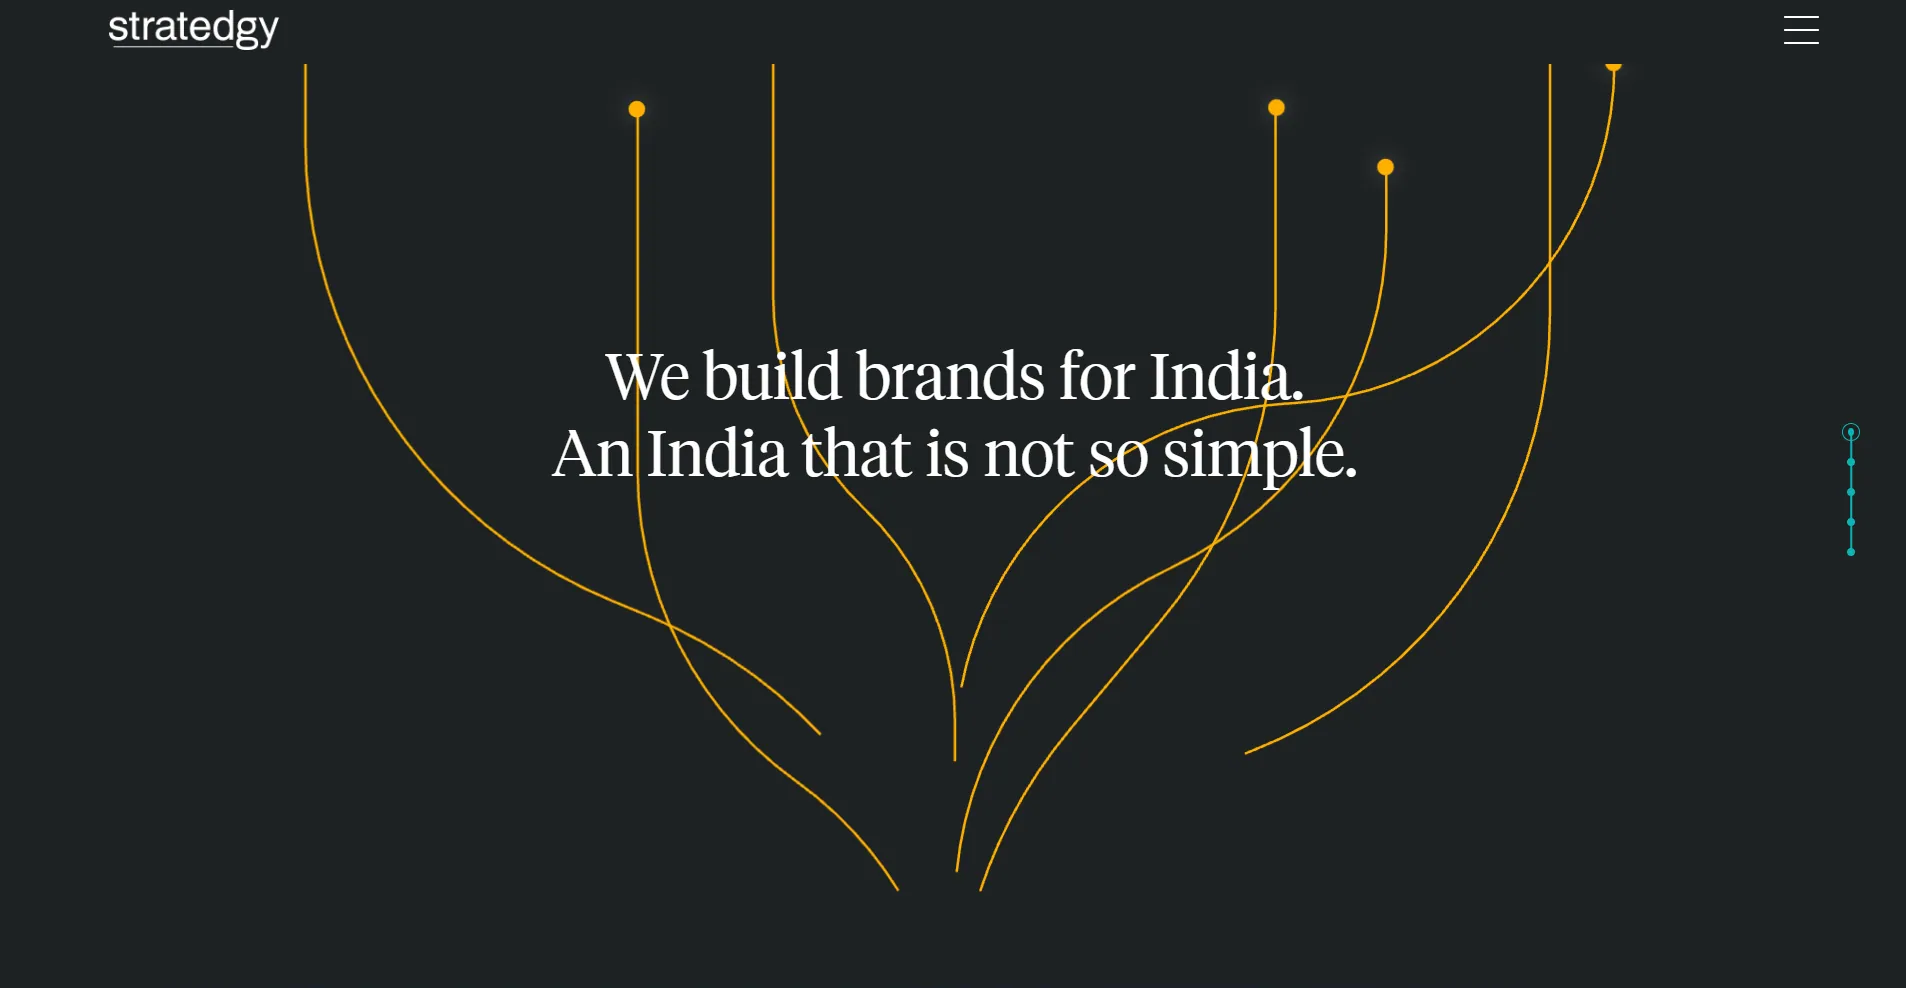 stratedgy
We build brands for India.
An India that is not so simple.